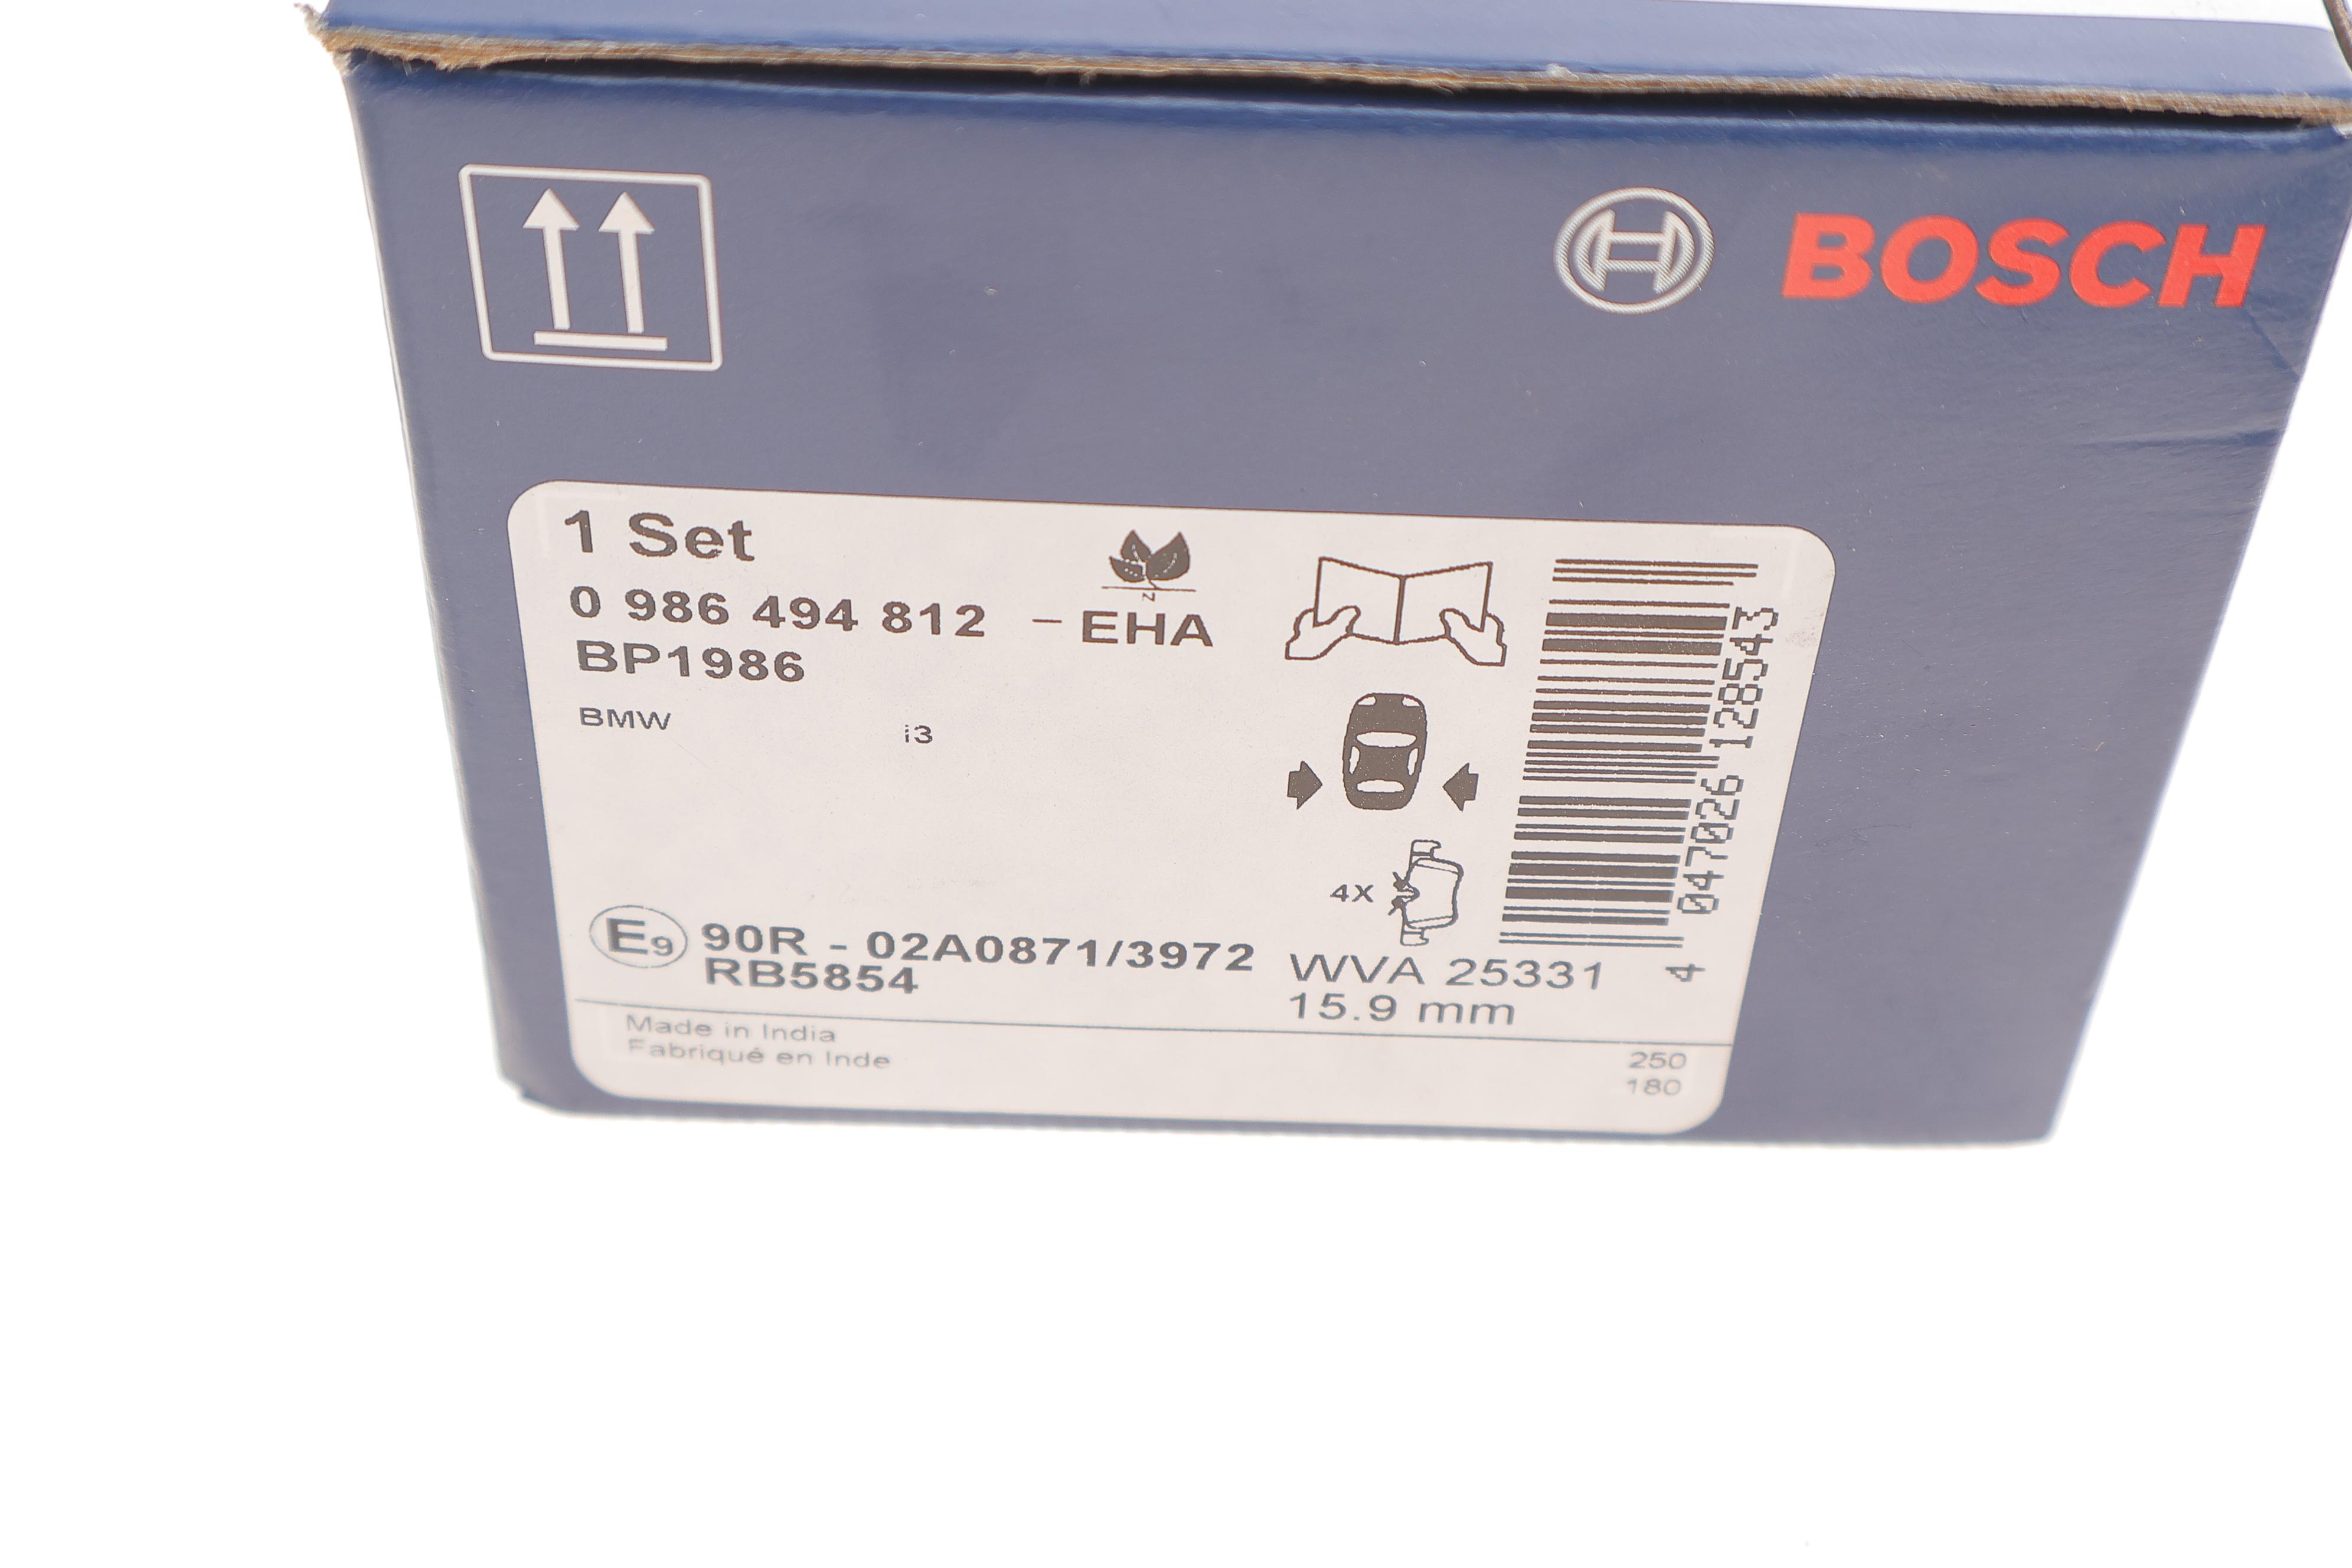 BOSCH
1 Set
0 986 494 812 - EHA
N
BP1986
BMW i3
4X
E9 90R - 02A0871/3972
RB5854
WVA 25331
15.9 mm
4 047026 128543
Made in India
Fabriqué en Inde
250
180